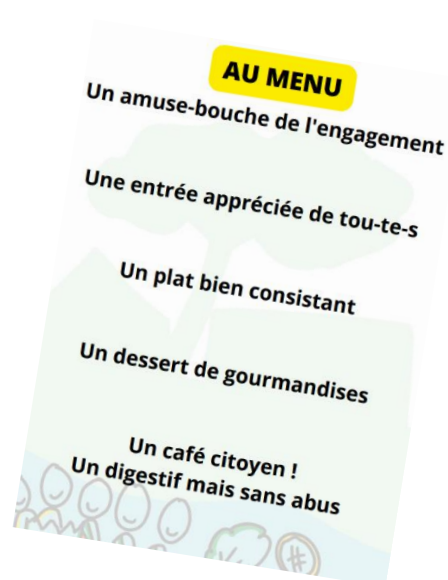 AU MENU
Un amuse-bouche de l'engagement
Une entrée appréciée de tou-te-s
Un plat bien consistant
Un dessert de gourmandises
Un café citoyen !
Un digestif mais sans abus